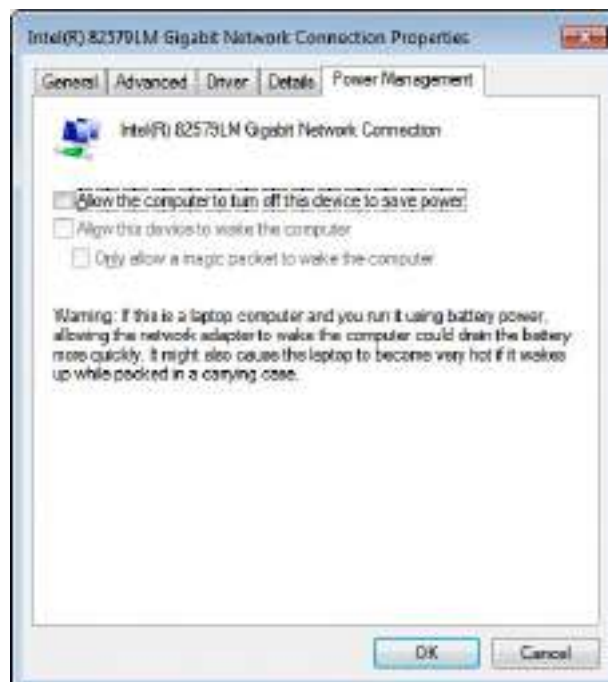 Intel(R) 82579LM Gigabit Network Connection Properties
General Advanced Driver Details Power Management
Intel(R) 82579LM Gigabit Network Connection
Allow the computer to turn off this device to save power
Allow this device to wake the computer
Only allow a magic packet to wake the computer
Warning: If this is a laptop computer and you run it using battery power,
allowing the network adapter to wake the computer could drain the battery
more quickly. It might also cause the laptop to become very hot if it wakes
up while packed in a carrying case.
OK Cancel